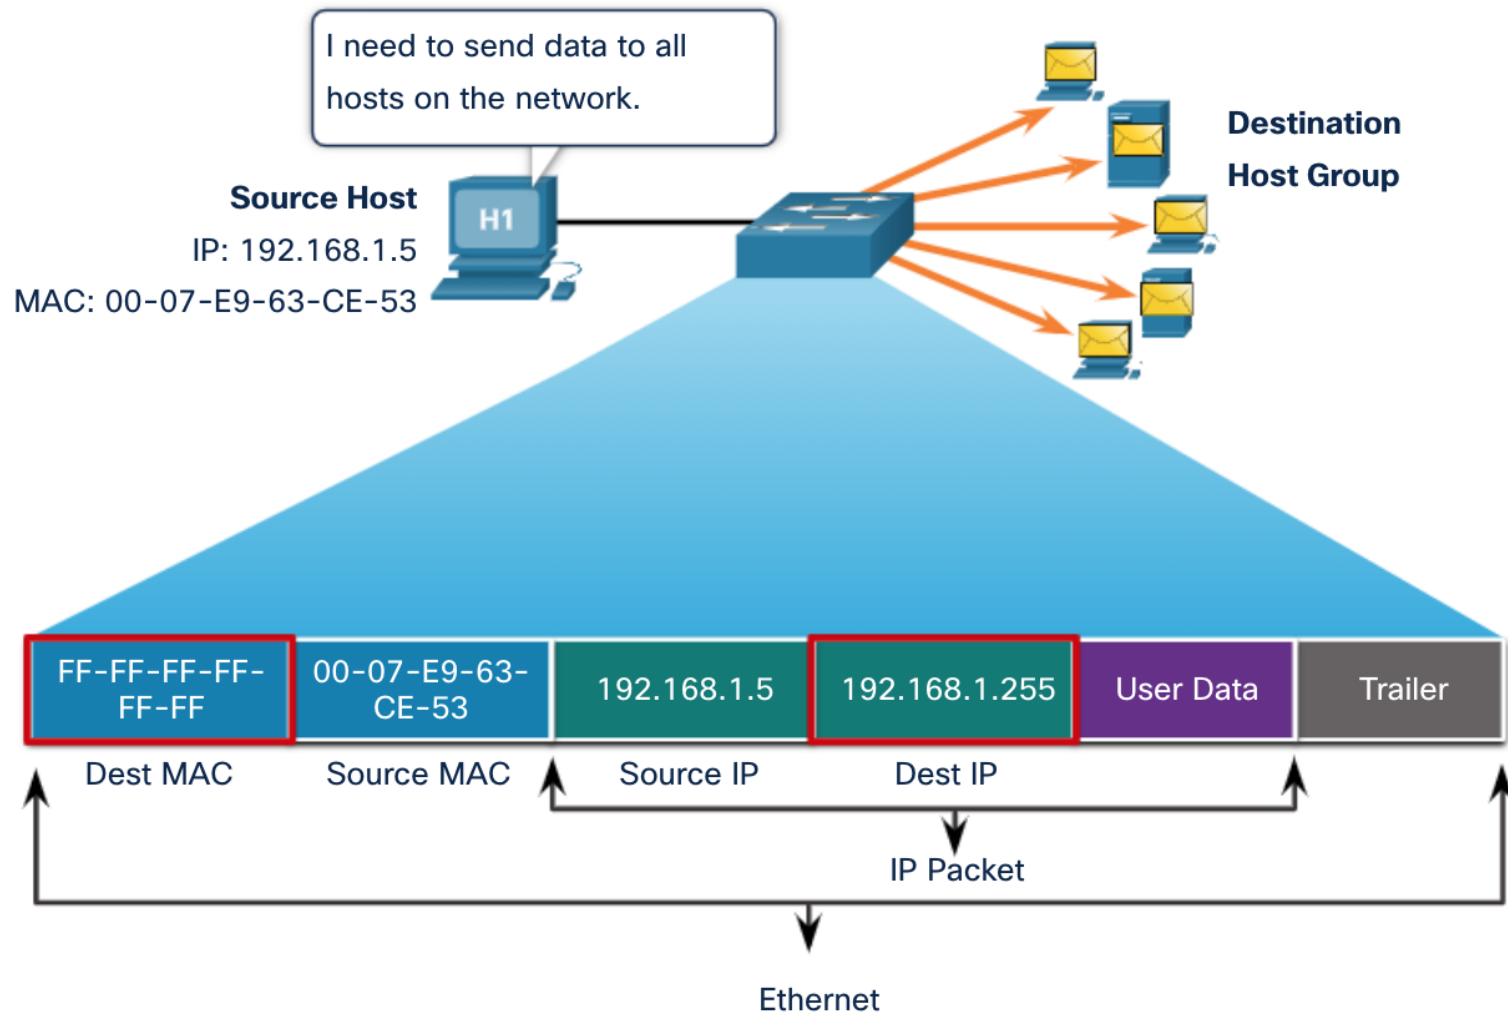 I need to send data to all
hosts on the network.
Destination
Host Group
Source Host
IP: 192.168.1.5
MAC: 00-07-E9-63-CE-53
H1
FF-FF-FF-FF-
FF-FF
00-07-E9-63-
CE-53
192.168.1.5
192.168.1.255
User Data
Trailer
Dest MAC
Source MAC
Source IP
Dest IP
IP Packet
Ethernet